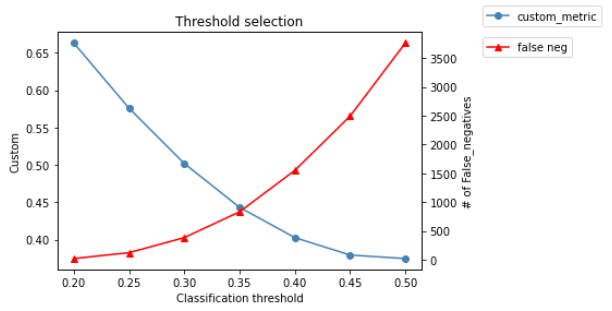 Threshold selection
custom_metric
false neg
Custom
0.65
0.60
0.55
0.50
0.45
0.40
3500
3000
2500
2000
1500
1000
500
0
# of False_negatives
0.20 0.25 0.30 0.35 0.40 0.45 0.50
Classification threshold